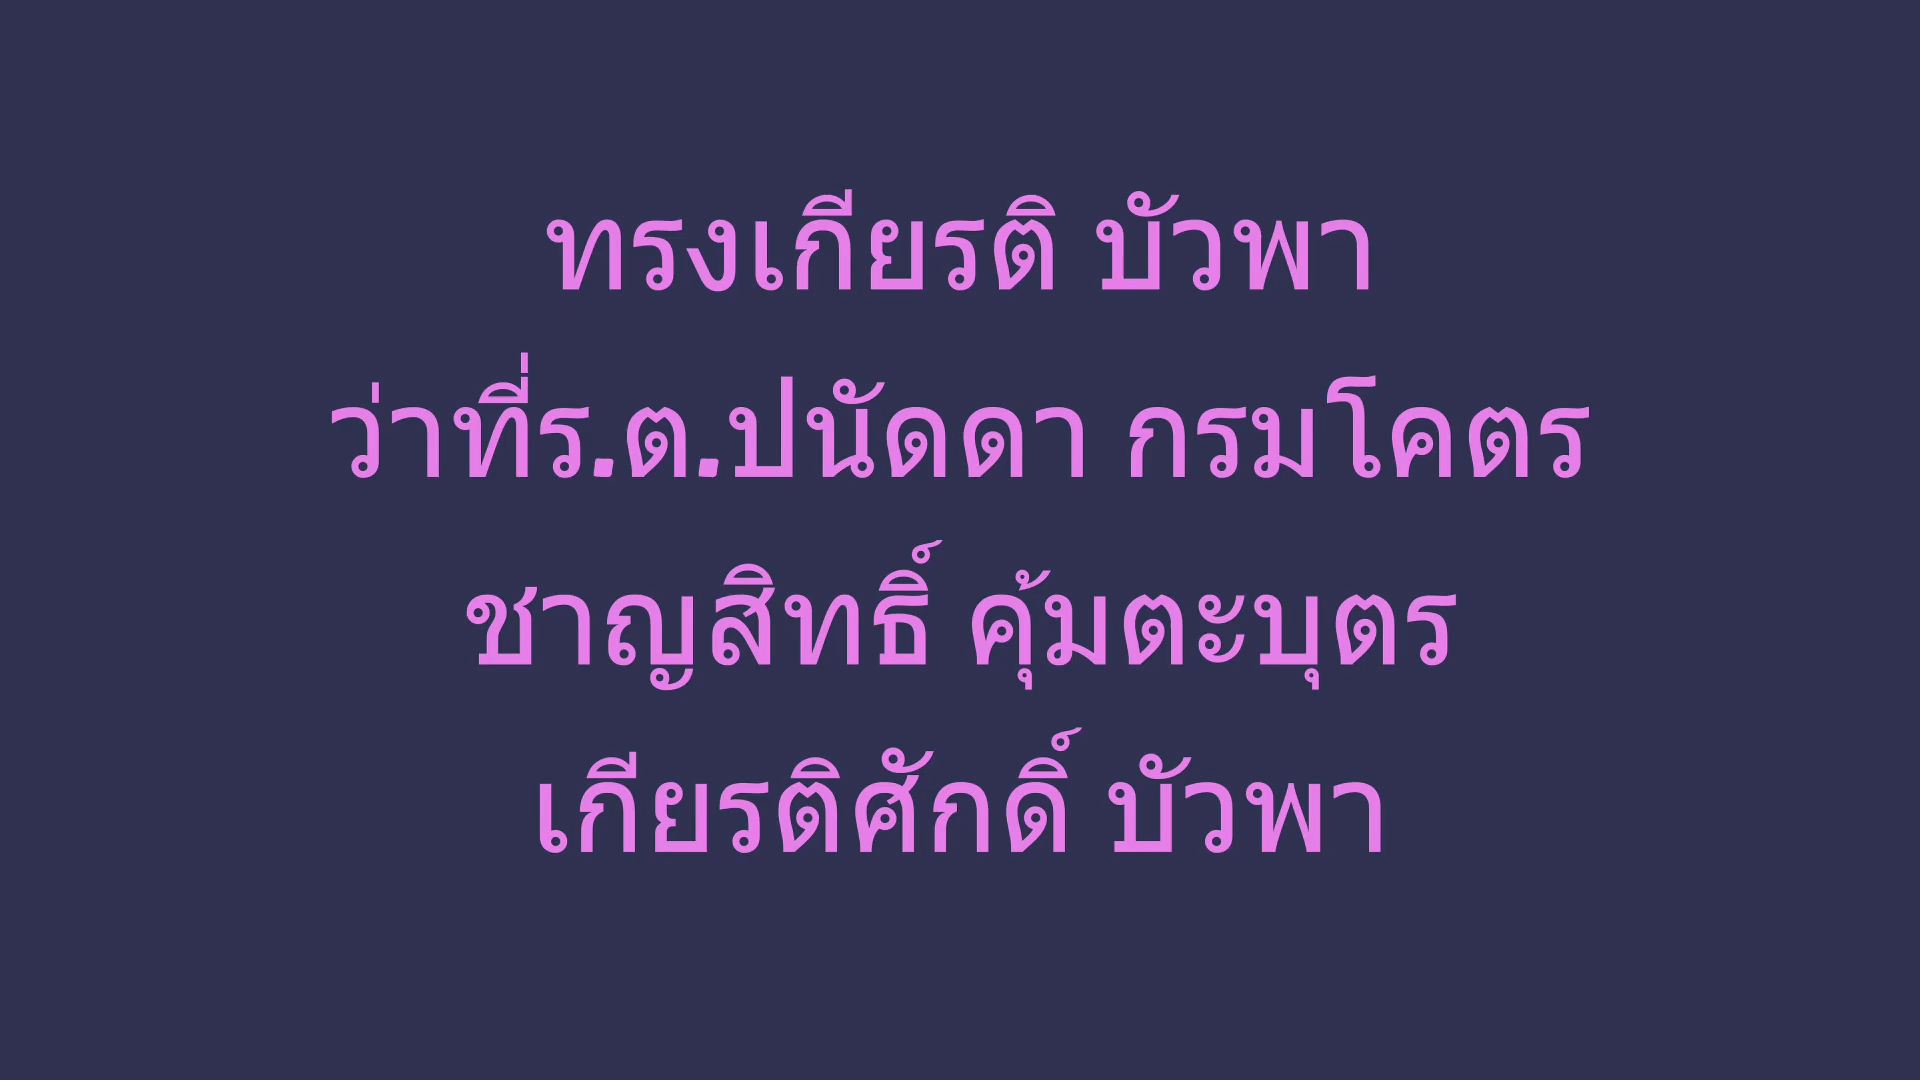 ทรงเกียรติ บัวพา
ว่าที่ร.ต.ปนัดดา กรมโคตร
ชาญสิทธิ์ คุ้มตะบุตร
เกียรติศักดิ์ บัวพา